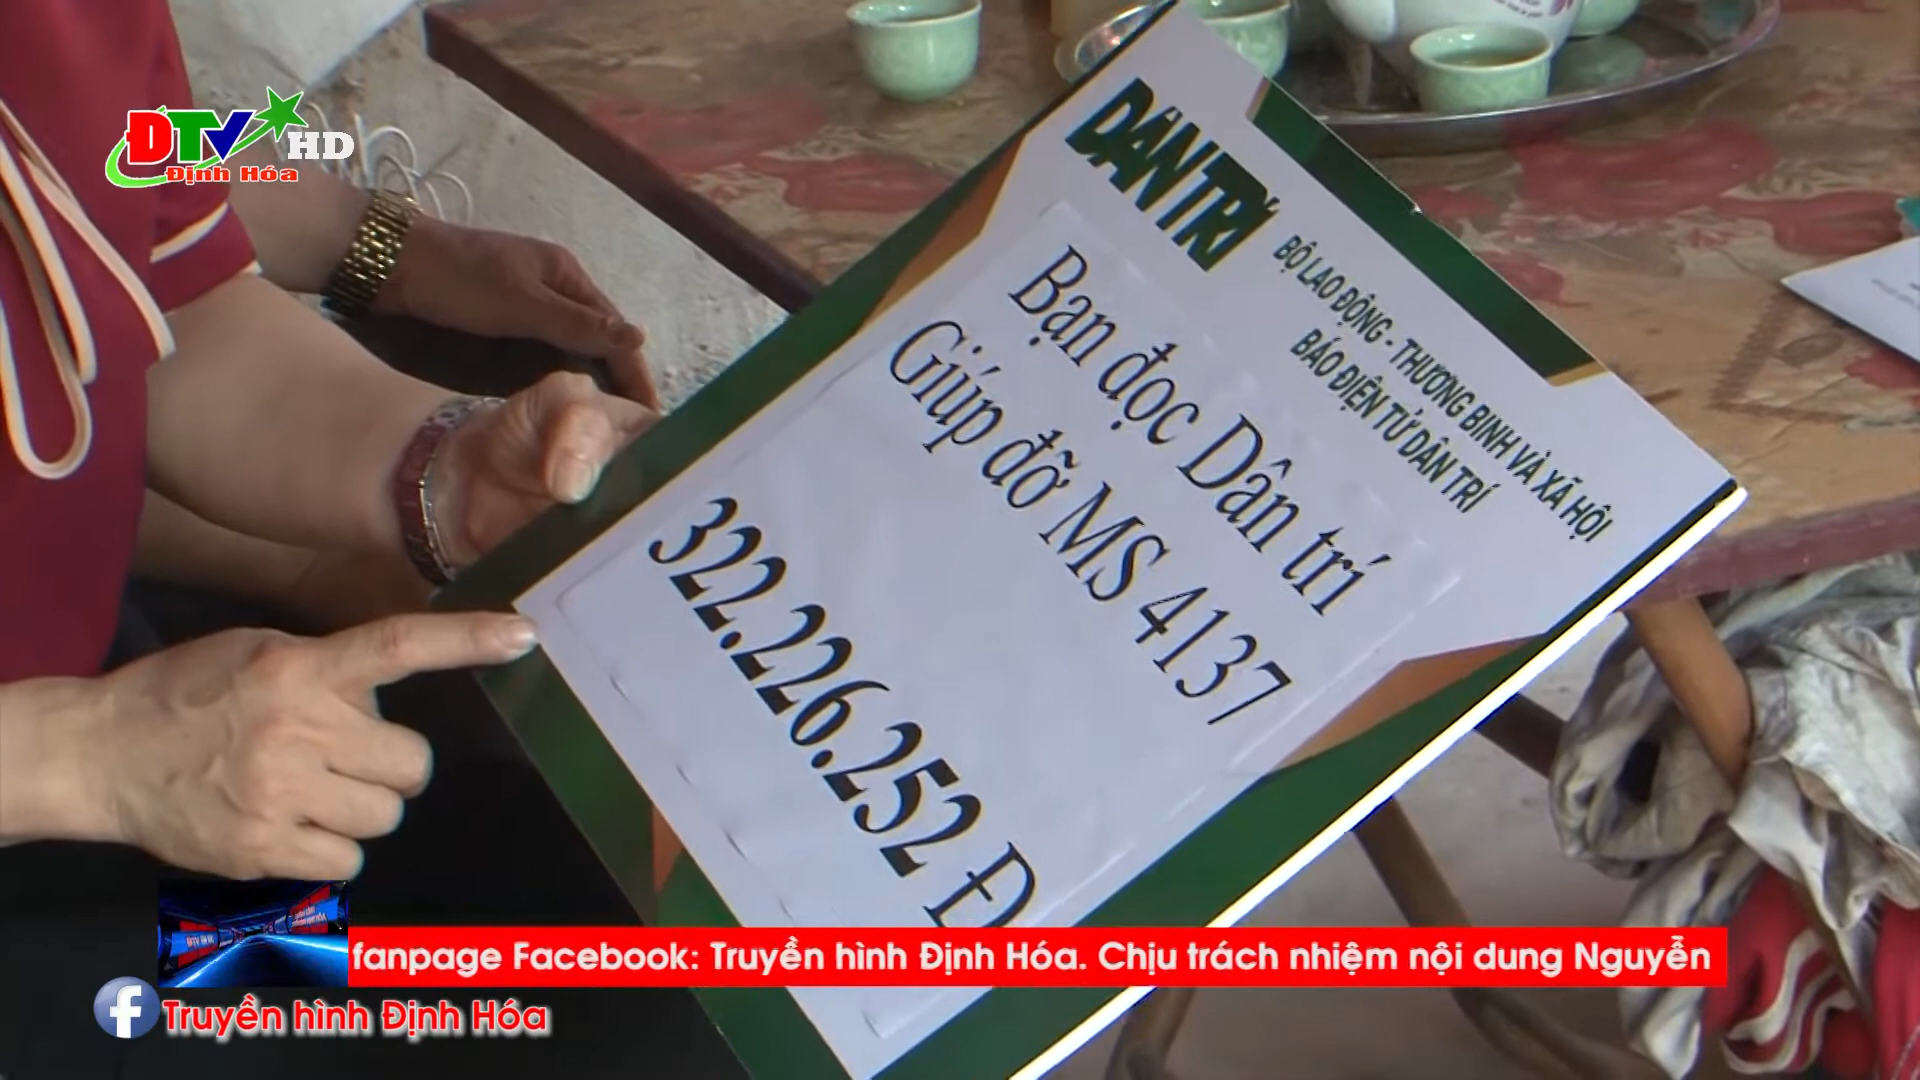 ĐTV HD
Định Hóa
DÂN TRÍ
BỘ LAO ĐỘNG - THƯƠNG BINH VÀ XÃ HỘI
BÁO ĐIỆN TỬ DÂN TRÍ
Bạn đọc Dân trí
Giúp đỡ MS 4137
322.226.252 Đ
fanpage Facebook: Truyền hình Định Hóa. Chịu trách nhiệm nội dung Nguyễn
f Truyền hình Định Hóa